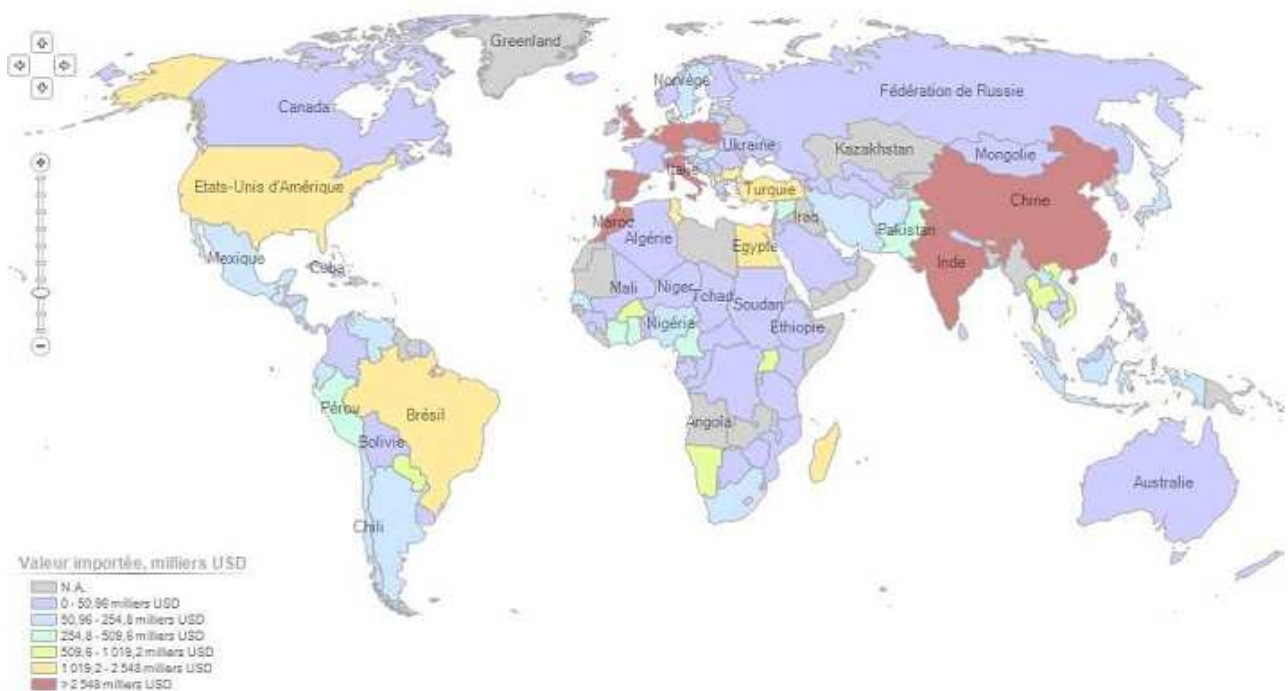 Greenland
Norvège
Canada
Fédération de Russie
Ukraine
Kazakhstan
Mongolie
Italie
Etats-Unis d'Amérique
Turquie
Chine
Maroc
Iraq
Pakistan
Algérie
Egypte
Mexique
Cuba
Inde
Mali
Niger
Tchad
Soudan
Nigéria
Ethiopie
Pérou
Brésil
Angola
Bolivie
Australie
Chili
Valeur importée, milliers USD
N.A.
0 - 50,96 milliers USD
50,96 - 254,8 milliers USD
254,8 - 509,6 milliers USD
509,6 - 1 019,2 milliers USD
1 019,2 - 2 548 milliers USD
> 2 548 milliers USD